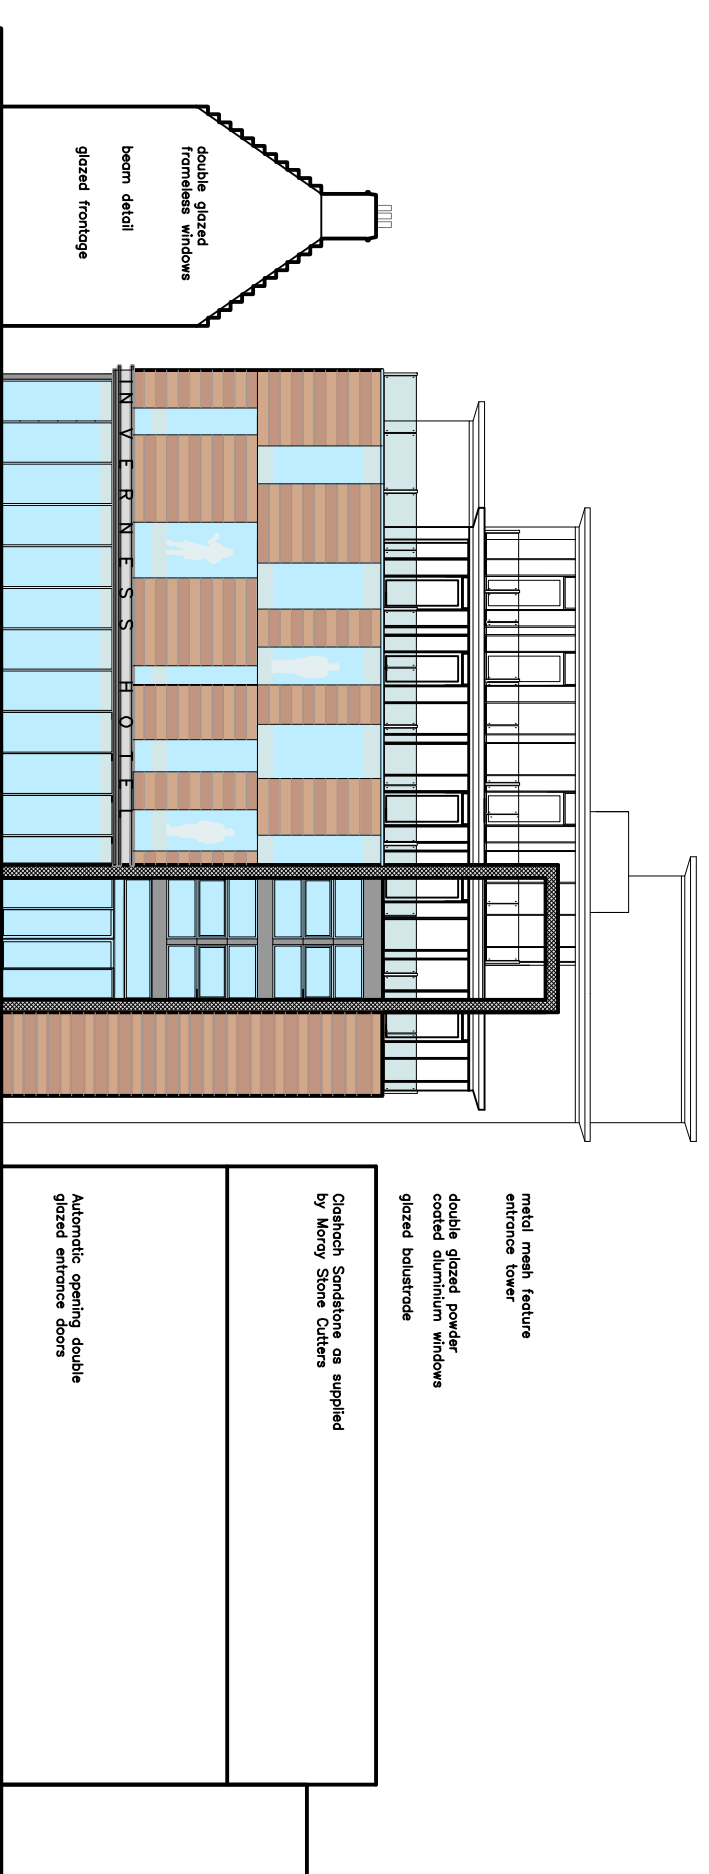 double glazed
frameless windows
beam detail
glazed frontage
INVERNESS HOTEL
metal mesh feature
entrance tower
double glazed powder
coated aluminium windows
glazed balustrade
Clashach Sandstone as supplied
by Moray Stone Cutters
Automatic opening double
glazed entrance doors